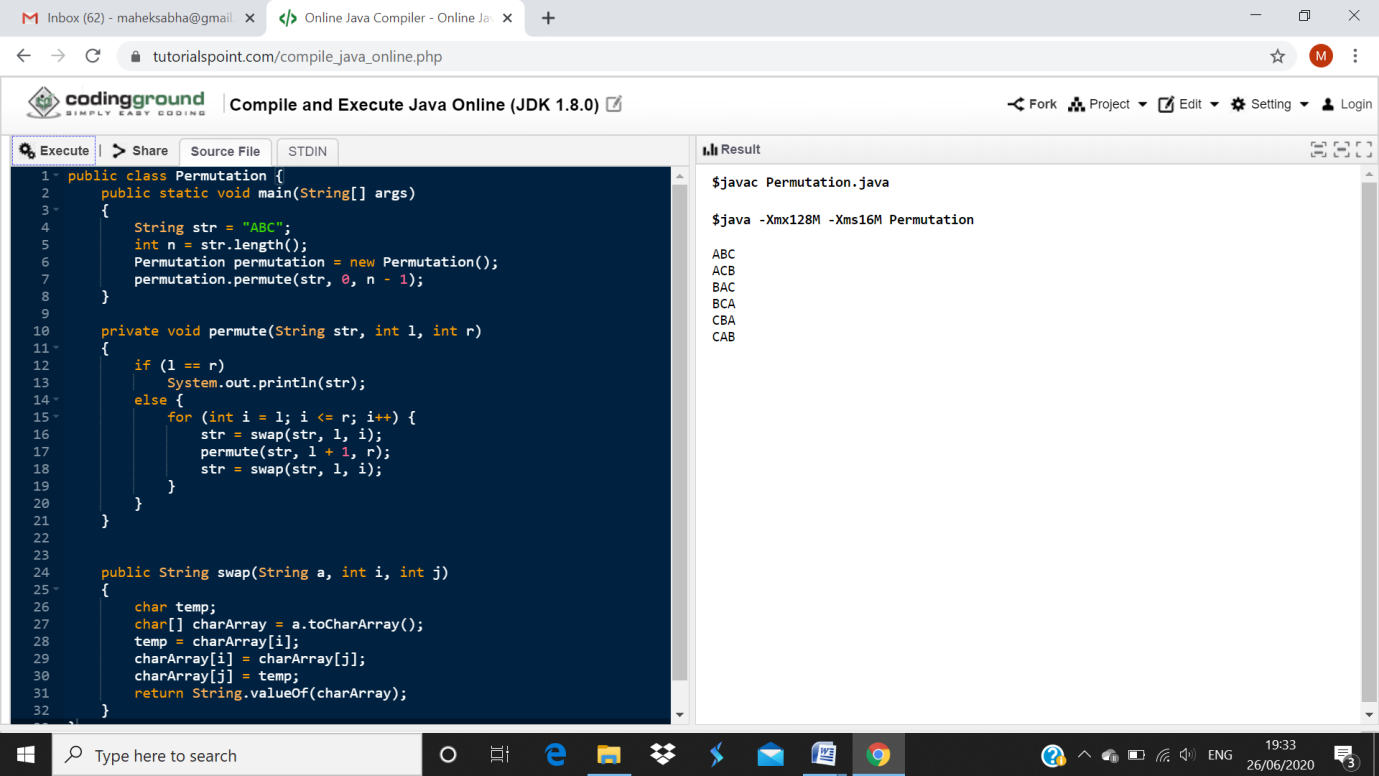 Inbox (62) - maheksabha@gmail. Online Java Compiler - Online Jav
tutorialspoint.com/compile_java_online.php M
codingground Compile and Execute Java Online (JDK 1.8.0) Fork Project Edit Setting Login
SIMPLY EASY CODING
Execute | Share Source File STDIN
1 public class Permutation {
2 public static void main(String[] args)
3 {
4 String str = "ABC";
5 int n = str.length();
6 Permutation permutation = new Permutation();
7 permutation.permute(str, 0, n - 1);
8 }
9
10 private void permute(String str, int l, int r)
11 {
12 if (l == r)
13 System.out.println(str);
14 else {
15 for (int i = l; i <= r; i++) {
16 str = swap(str, l, i);
17 permute(str, l + 1, r);
18 str = swap(str, l, i);
19 }
20 }
21 }
22
23
24 public String swap(String a, int i, int j)
25 {
26 char temp;
27 char[] charArray = a.toCharArray();
28 temp = charArray[i];
29 charArray[i] = charArray[j];
30 charArray[j] = temp;
31 return String.valueOf(charArray);
32 }
Result
$javac Permutation.java
$java -Xmx128M -Xms16M Permutation
ABC
ACB
BAC
BCA
CBA
CAB
Type here to search
ENG
19:33
26/06/2020
3